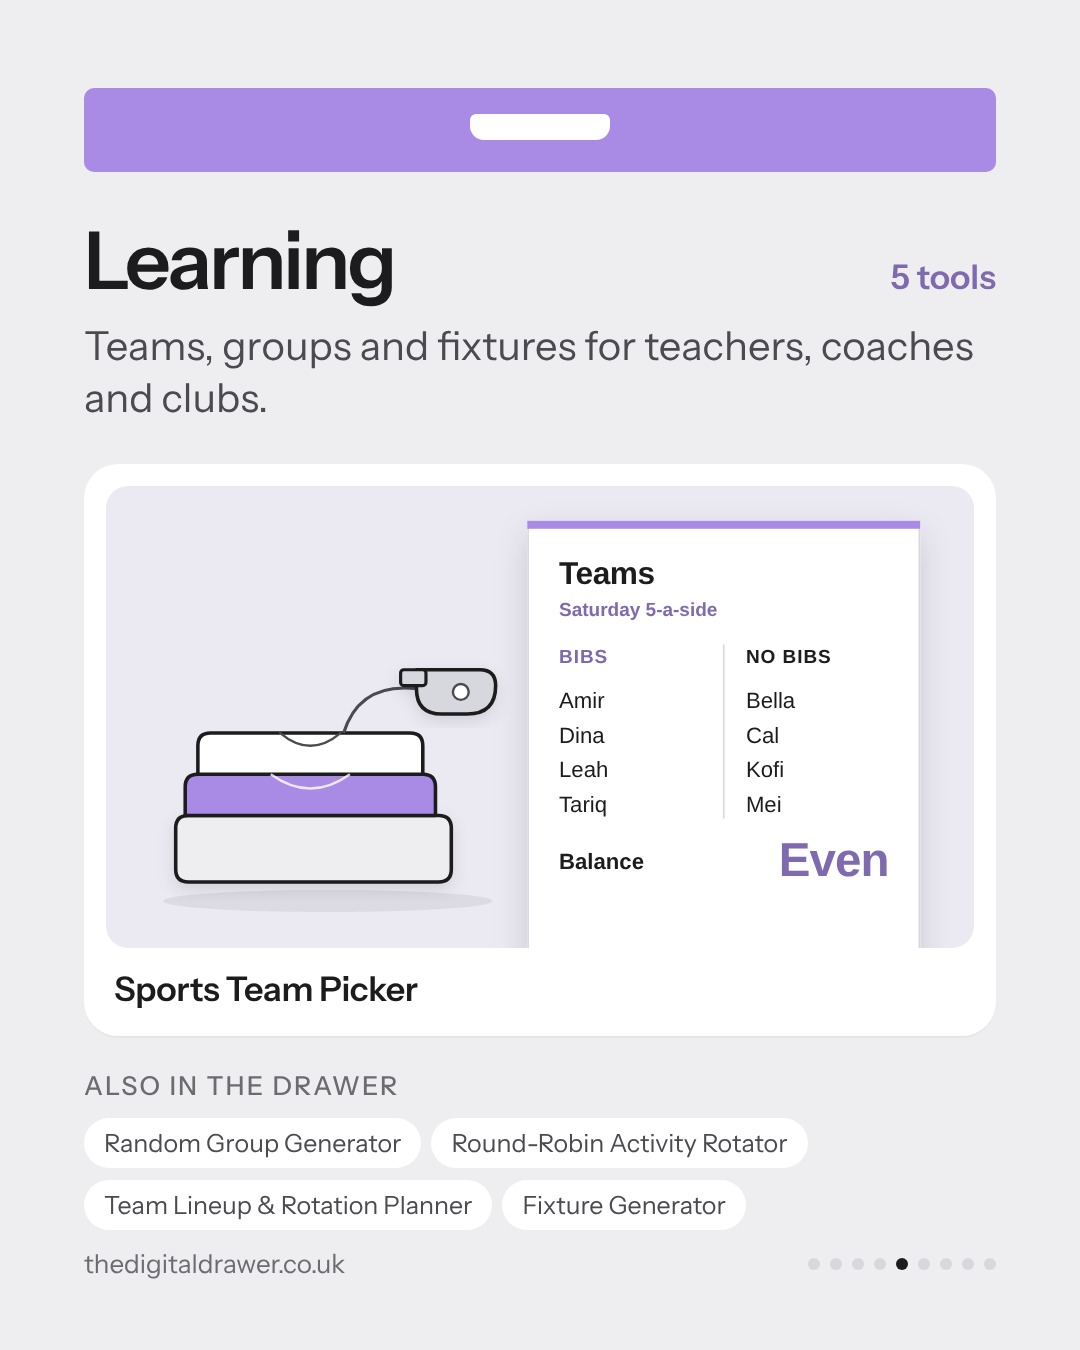 Learning
5 tools
Teams, groups and fixtures for teachers, coaches
and clubs.
Teams
Saturday 5-a-side
BIBS
Amir
Dina
Leah
Tariq
NO BIBS
Bella
Cal
Kofi
Mei
Balance
Even
Sports Team Picker
ALSO IN THE DRAWER
Random Group Generator
Round-Robin Activity Rotator
Team Lineup & Rotation Planner
Fixture Generator
thedigitaldrawer.co.uk